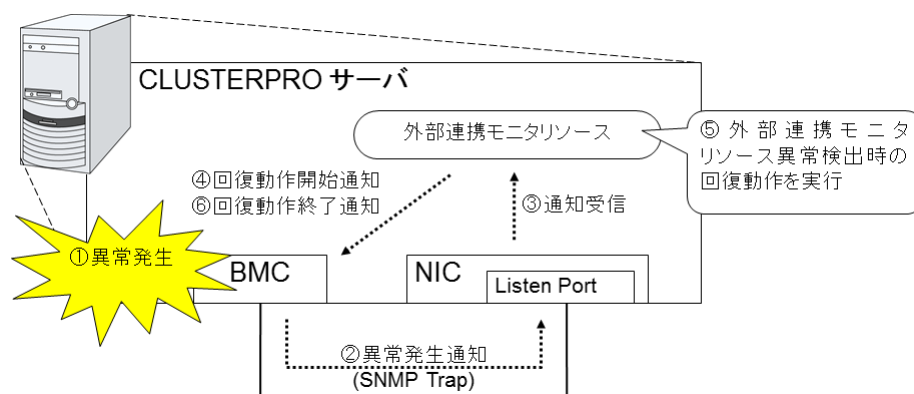 CLUSTERPRO サーバ
外部連携モニタリソース
⑤外部連携モニタ
リソース異常検出時の
回復動作を実行
④回復動作開始通知
⑥回復動作終了通知
③通知受信
①異常発生
BMC
NIC
Listen Port
②異常発生通知
(SNMP Trap)